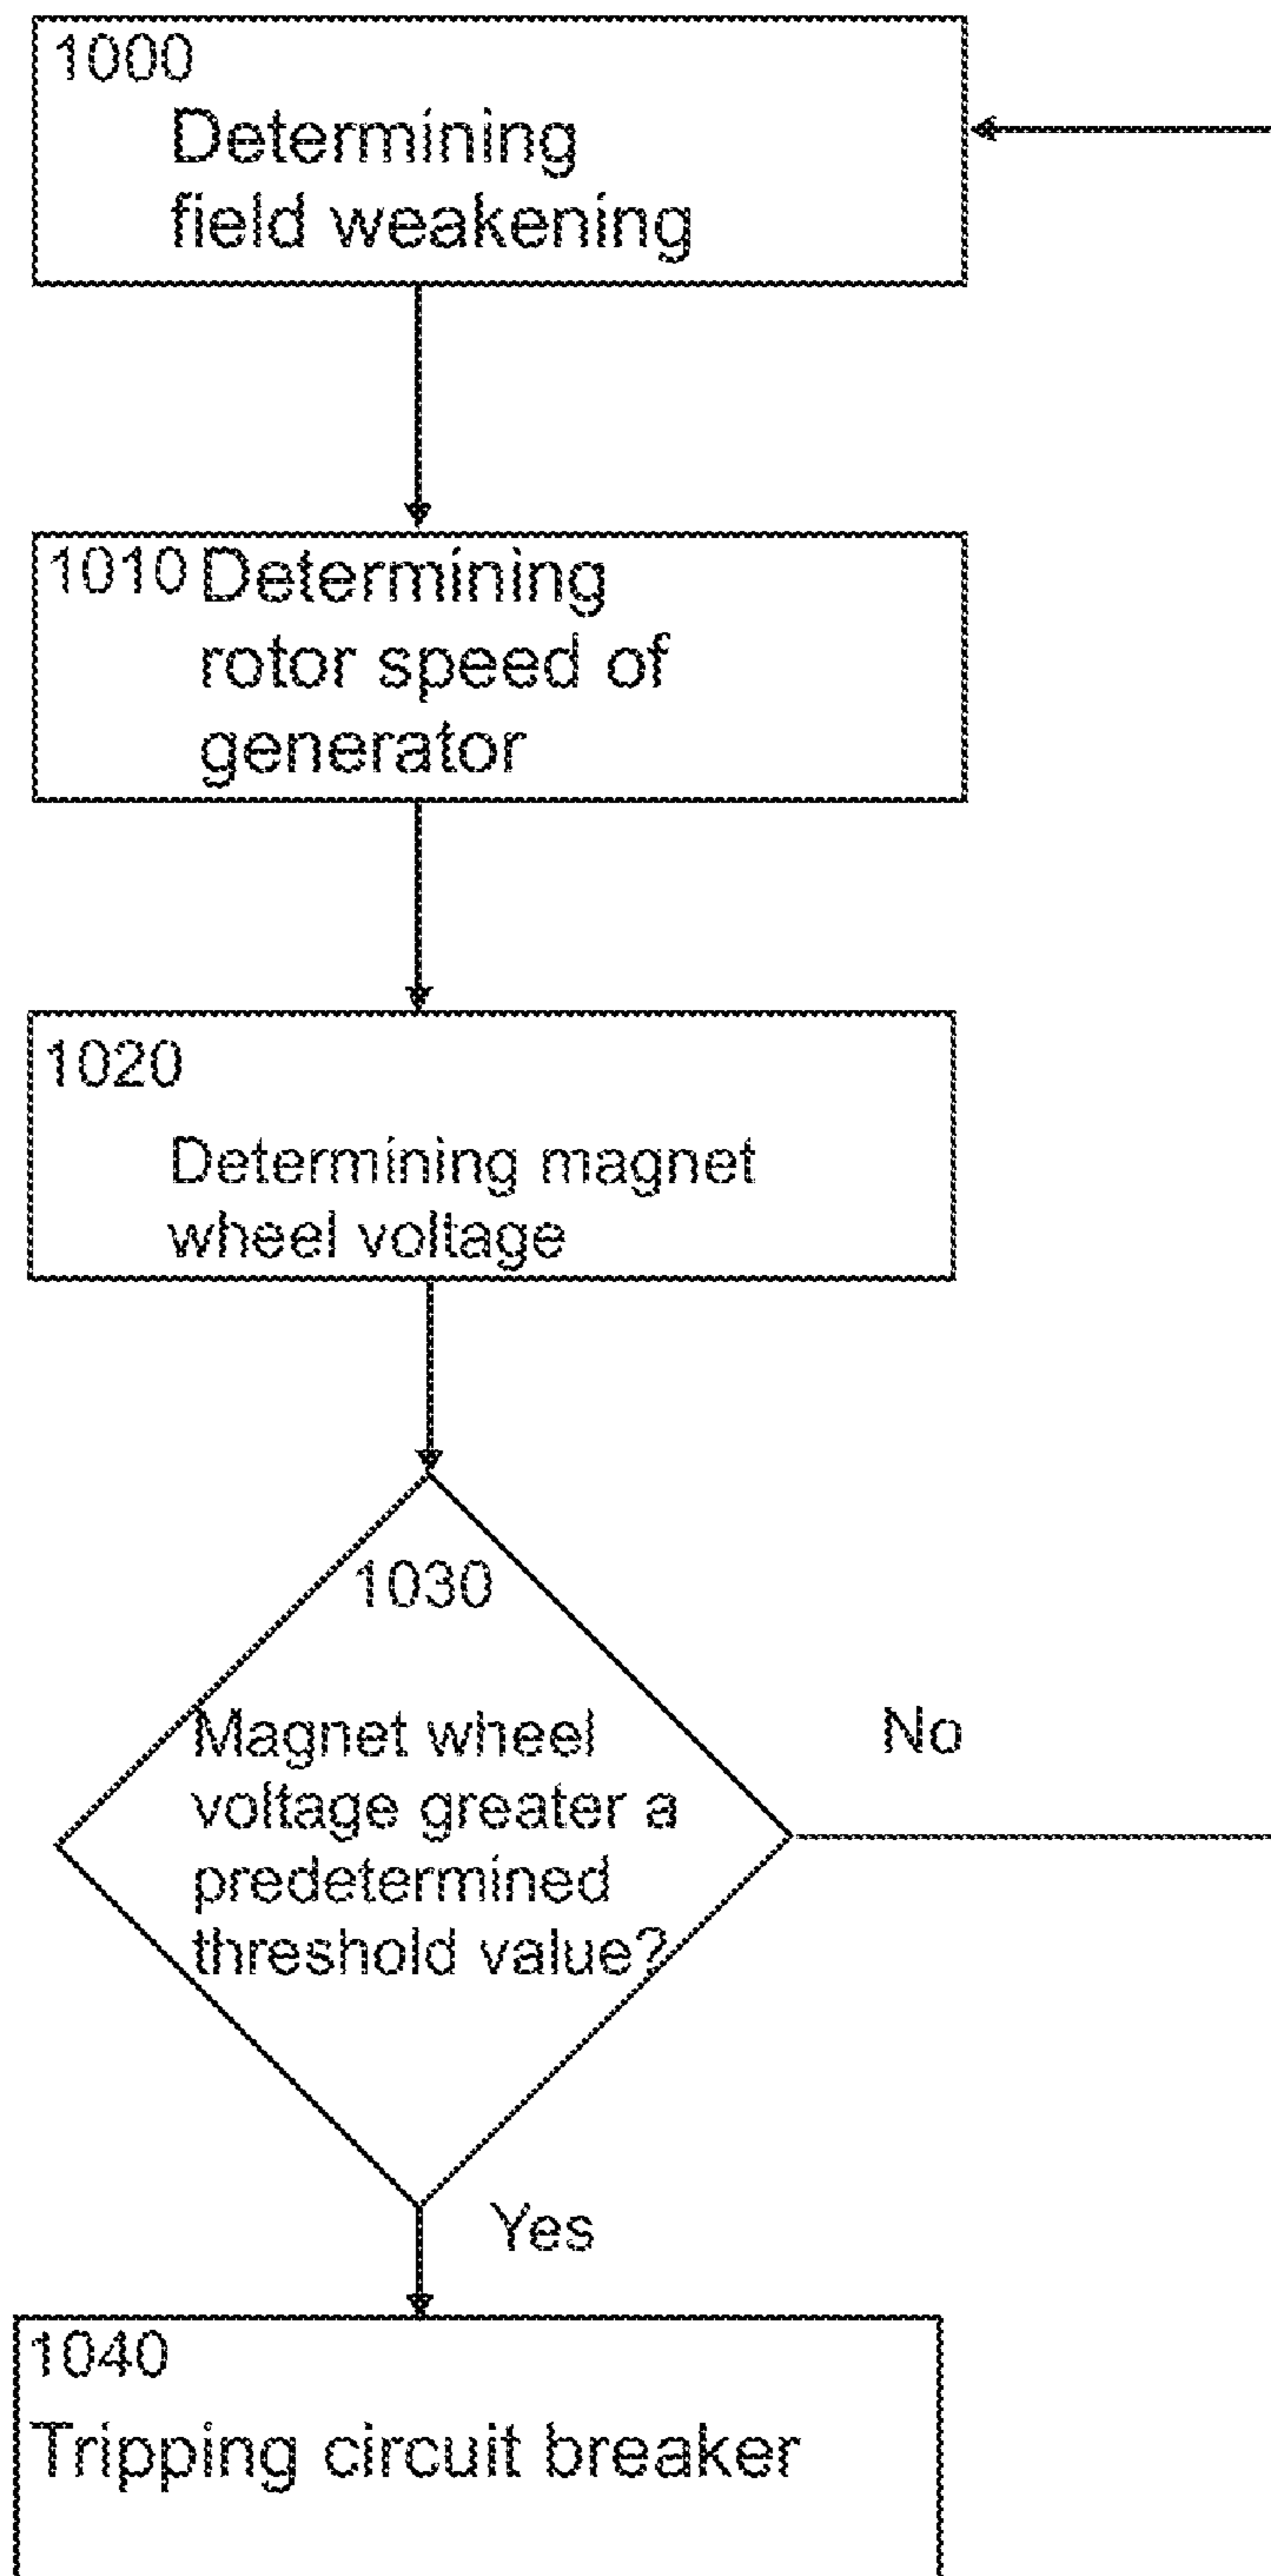 1000
Determining
field weakening
1010 Determining
rotor speed of
generator
1020
Determining magnet
wheel voltage
1030
Magnet wheel
voltage greater a
predetermined
threshold value?
No
Yes
1040
Tripping circuit breaker